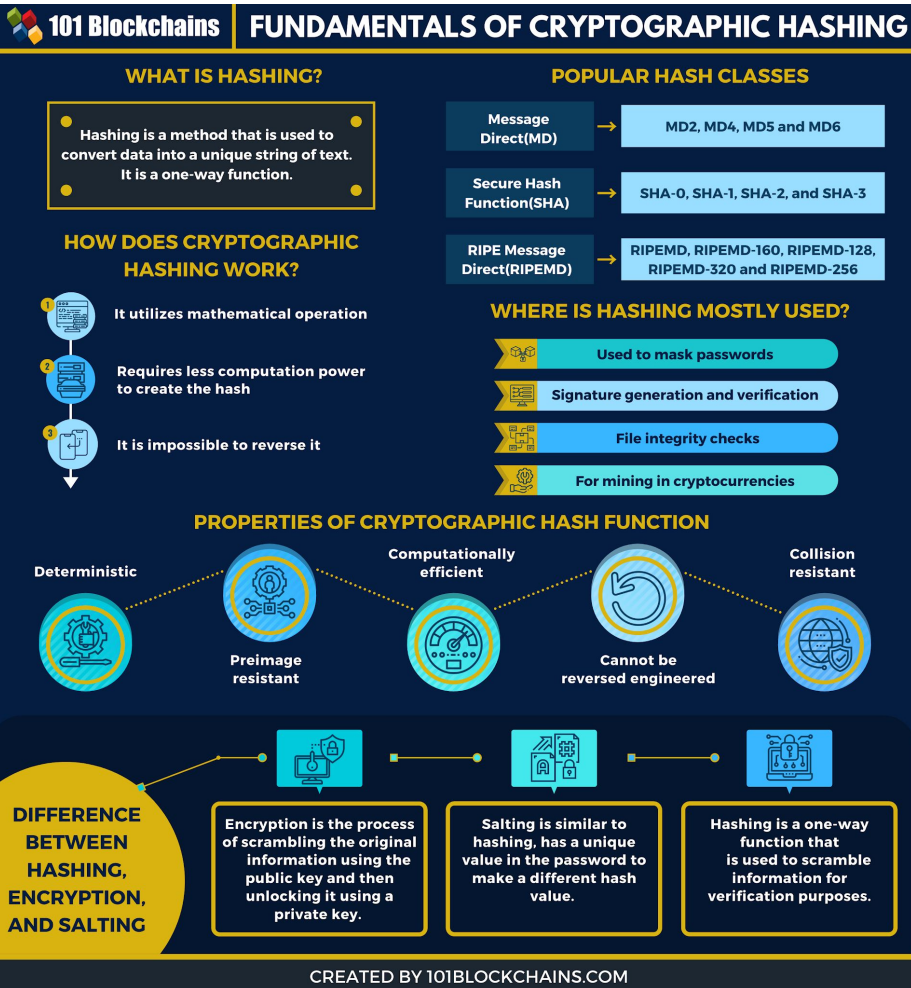 101 Blockchains
FUNDAMENTALS OF CRYPTOGRAPHIC HASHING
WHAT IS HASHING?
Hashing is a method that is used to
convert data into a unique string of text.
It is a one-way function.
HOW DOES CRYPTOGRAPHIC
HASHING WORK?
1
It utilizes mathematical operation
2
Requires less computation power
to create the hash
3
It is impossible to reverse it
POPULAR HASH CLASSES
Message
Direct(MD)
MD2, MD4, MD5 and MD6
Secure Hash
Function(SHA)
SHA-0, SHA-1, SHA-2, and SHA-3
RIPE Message
Direct(RIPEMD)
RIPEMD, RIPEMD-160, RIPEMD-128,
RIPEMD-320 and RIPEMD-256
WHERE IS HASHING MOSTLY USED?
Used to mask passwords
Signature generation and verification
File integrity checks
For mining in cryptocurrencies
PROPERTIES OF CRYPTOGRAPHIC HASH FUNCTION
Deterministic
Preimage
resistant
Computationally
efficient
Cannot be
reversed engineered
Collision
resistant
DIFFERENCE
BETWEEN
HASHING,
ENCRYPTION,
AND SALTING
Encryption is the process
of scrambling the original
information using the
public key and then
unlocking it using a
private key.
A
Salting is similar to
hashing, has a unique
value in the password to
make a different hash
value.
Hashing is a one-way
function that
is used to scramble
information for
verification purposes.
CREATED BY 101BLOCKCHAINS.COM